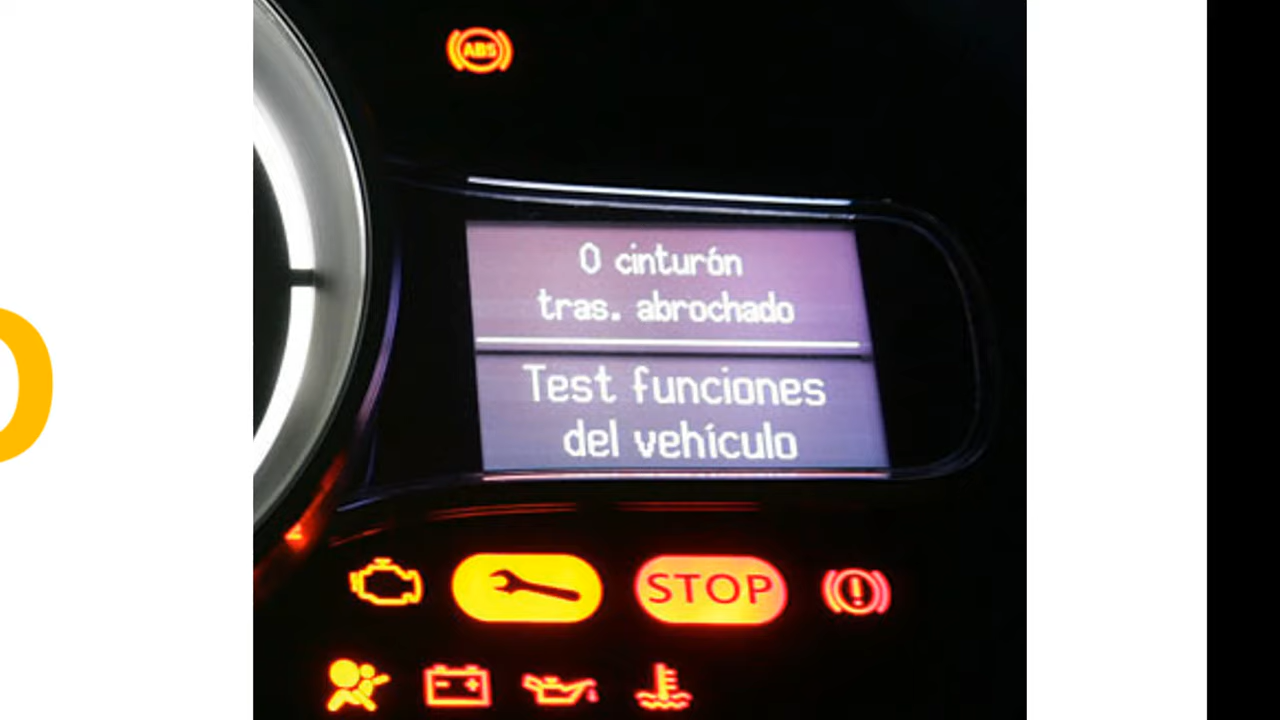 ABS
0 cinturón
tras. abrochado
Test funciones
del vehículo
STOP